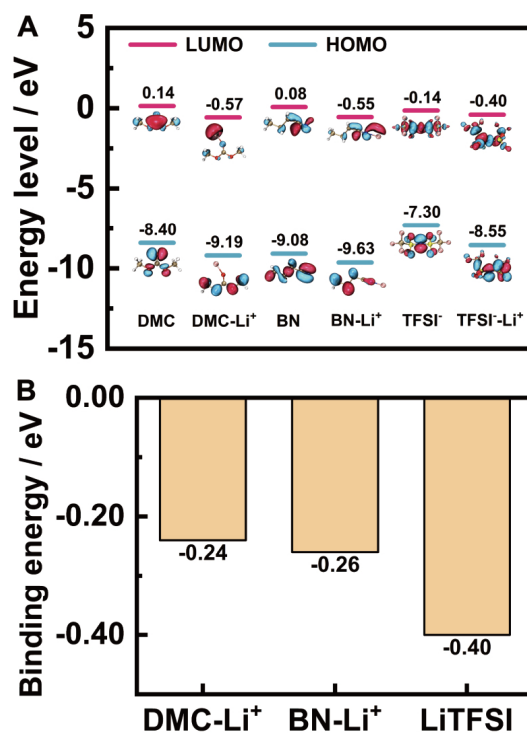 A
Energy level / eV
5
0
-5
-10
-15
LUMO HOMO
0.14 -0.57 0.08 -0.55 -0.14 -0.40
-8.40 -9.19 -9.08 -9.63 -7.30 -8.55
DMC DMC-Li⁺ BN BN-Li⁺ TFSI⁻ TFSI⁻-Li⁺
B
Binding energy / eV
0.00
-0.20
-0.40
-0.24 -0.26 -0.40
DMC-Li⁺ BN-Li⁺ LiTFSI